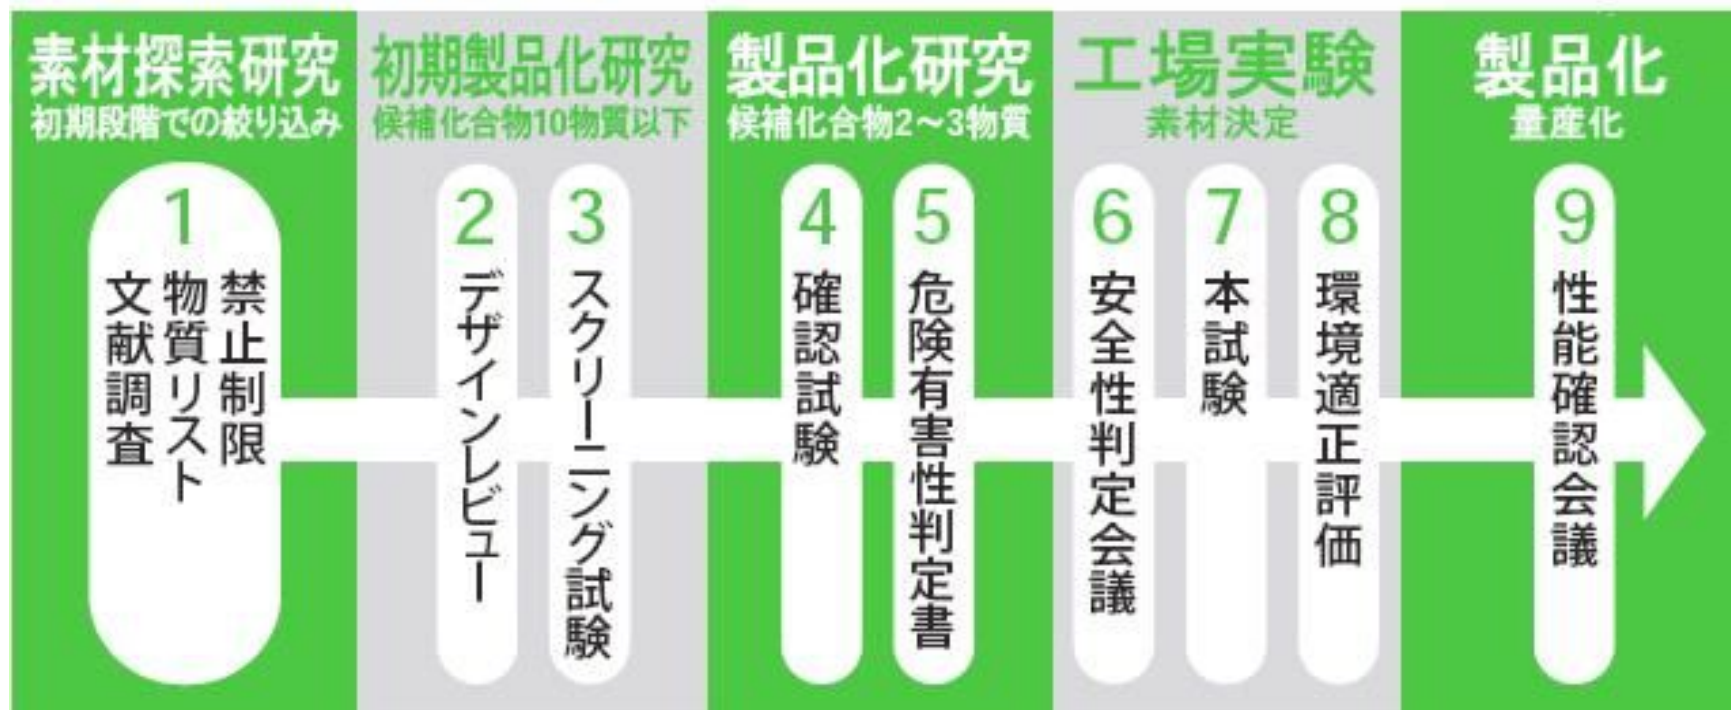 素材探索研究
初期段階での絞り込み
1
禁止制限
物質リスト
文献調査
初期製品化研究
候補化合物10物質以下
2
デザインレビュー
3
スクリーニング試験
製品化研究
候補化合物2～3物質
4
確認試験
5
危険有害性判定書
工場実験
素材決定
6
安全性判定会議
7
本試験
8
環境適正評価
製品化
量産化
9
性能確認会議